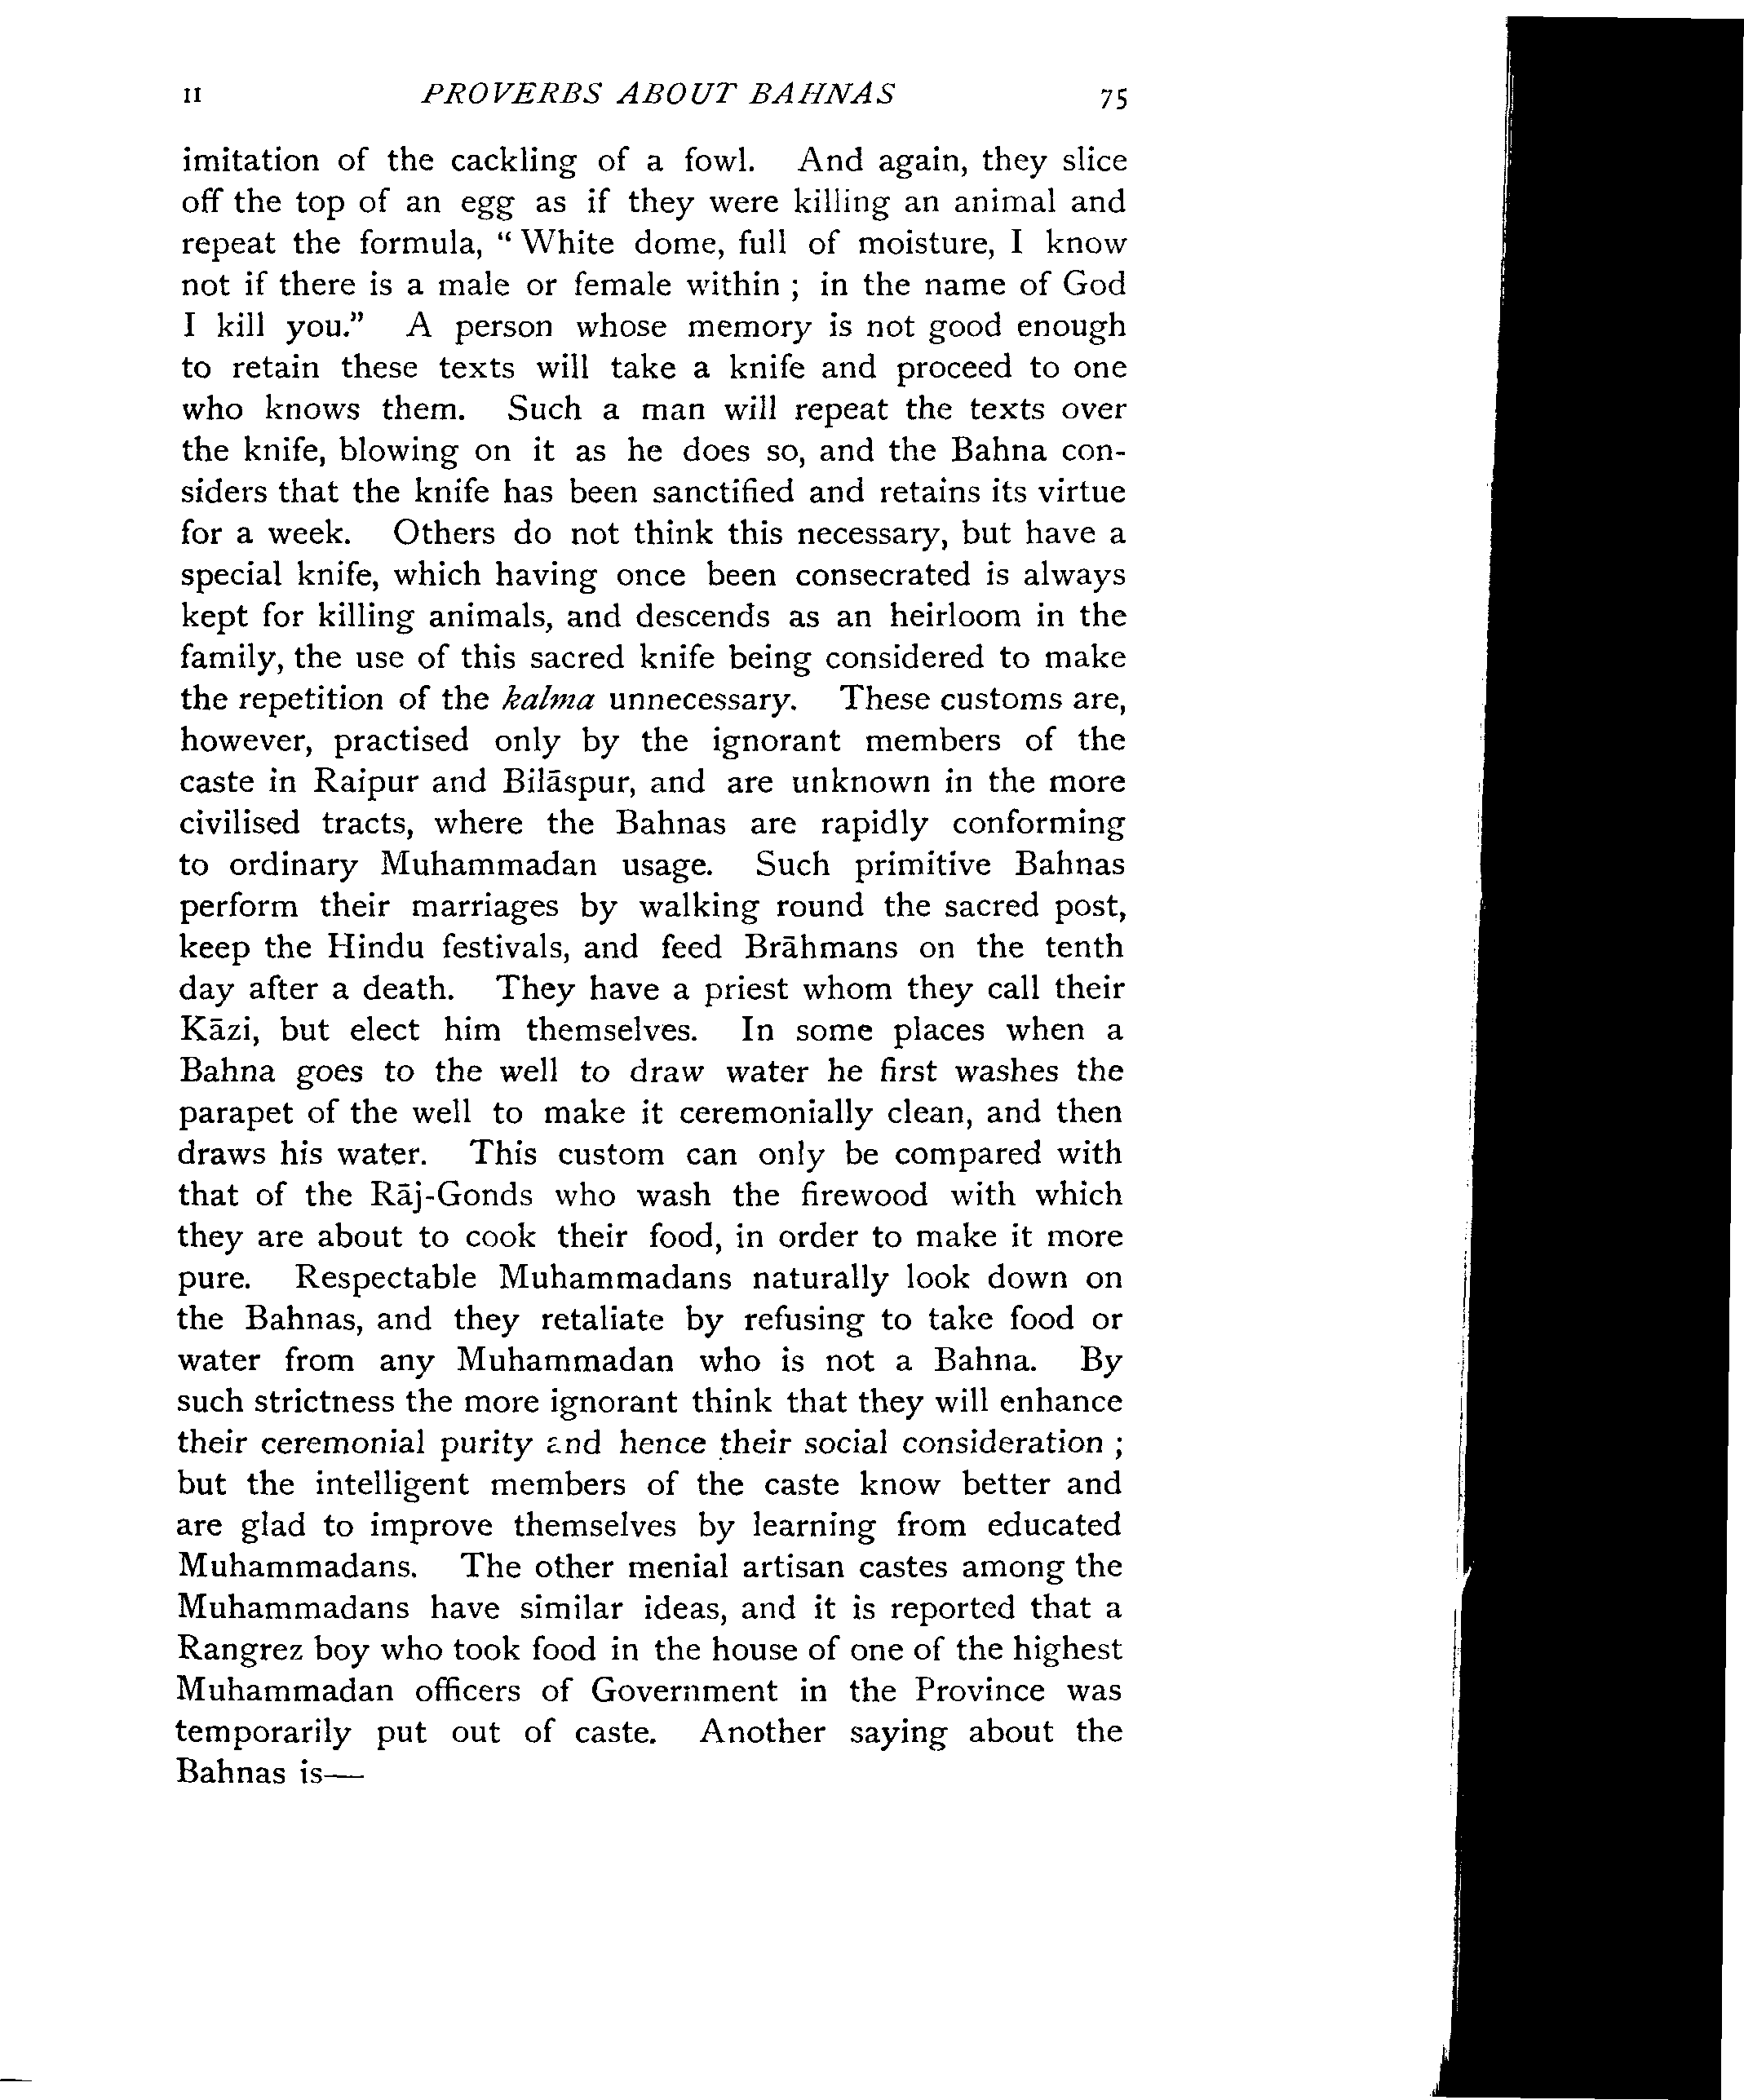 II PROVERBS ABOUT BAHNAS 75
imitation of the cackling of a fowl. And again, they slice
off the top of an egg as if they were killing an animal and
repeat the formula, “ White dome, full of moisture, I know
not if there is a male or female within ; in the name of God
I kill you.” A person whose memory is not good enough
to retain these texts will take a knife and proceed to one
who knows them. Such a man will repeat the texts over
the knife, blowing on it as he does so, and the Bahna con-
siders that the knife has been sanctified and retains its virtue
for a week. Others do not think this necessary, but have a
special knife, which having once been consecrated is always
kept for killing animals, and descends as an heirloom in the
family, the use of this sacred knife being considered to make
the repetition of the kalma unnecessary. These customs are,
however, practised only by the ignorant members of the
caste in Raipur and Bilāspur, and are unknown in the more
civilised tracts, where the Bahnas are rapidly conforming
to ordinary Muhammadan usage. Such primitive Bahnas
perform their marriages by walking round the sacred post,
keep the Hindu festivals, and feed Brāhmans on the tenth
day after a death. They have a priest whom they call their
Kāzi, but elect him themselves. In some places when a
Bahna goes to the well to draw water he first washes the
parapet of the well to make it ceremonially clean, and then
draws his water. This custom can only be compared with
that of the Rāj-Gonds who wash the firewood with which
they are about to cook their food, in order to make it more
pure. Respectable Muhammadans naturally look down on
the Bahnas, and they retaliate by refusing to take food or
water from any Muhammadan who is not a Bahna. By
such strictness the more ignorant think that they will enhance
their ceremonial purity and hence their social consideration ;
but the intelligent members of the caste know better and
are glad to improve themselves by learning from educated
Muhammadans. The other menial artisan castes among the
Muhammadans have similar ideas, and it is reported that a
Rangrez boy who took food in the house of one of the highest
Muhammadan officers of Government in the Province was
temporarily put out of caste. Another saying about the
Bahnas is—